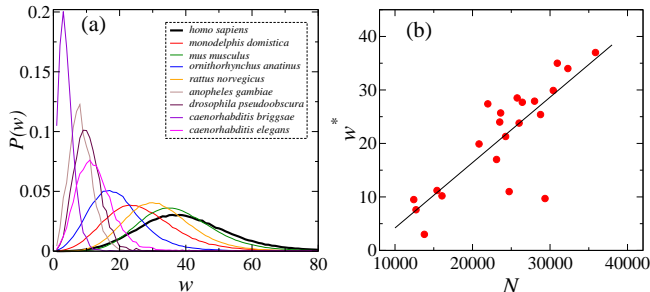 (a)
homo sapiens
monodelphis domistica
mus musculus
ornithorhynchus anatinus
rattus norvegicus
anopheles gambiae
drosophila pseudoobscura
caenorhabditis briggsae
caenorhabditis elegans
0.2
0.15
0.1
0.05
0
P(w)
0 20 40 60 80
w
(b)
40
30
20
10
0
w*
10000 20000 30000 40000
N